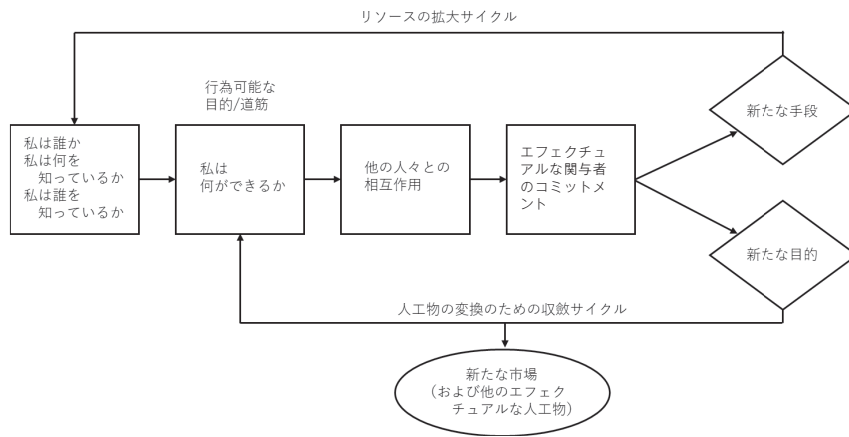 リソースの拡大サイクル
行為可能な
目的/道筋
私は誰か
私は何を
知っているか
私は誰を
知っているか
私は
何ができるか
他の人々との
相互作用
エフェクチュ
アルな関与者
のコミットメ
ント
新たな手段
新たな目的
人工物の変換のための収斂サイクル
新たな市場
(および他のエフェク
チュアルな人工物)